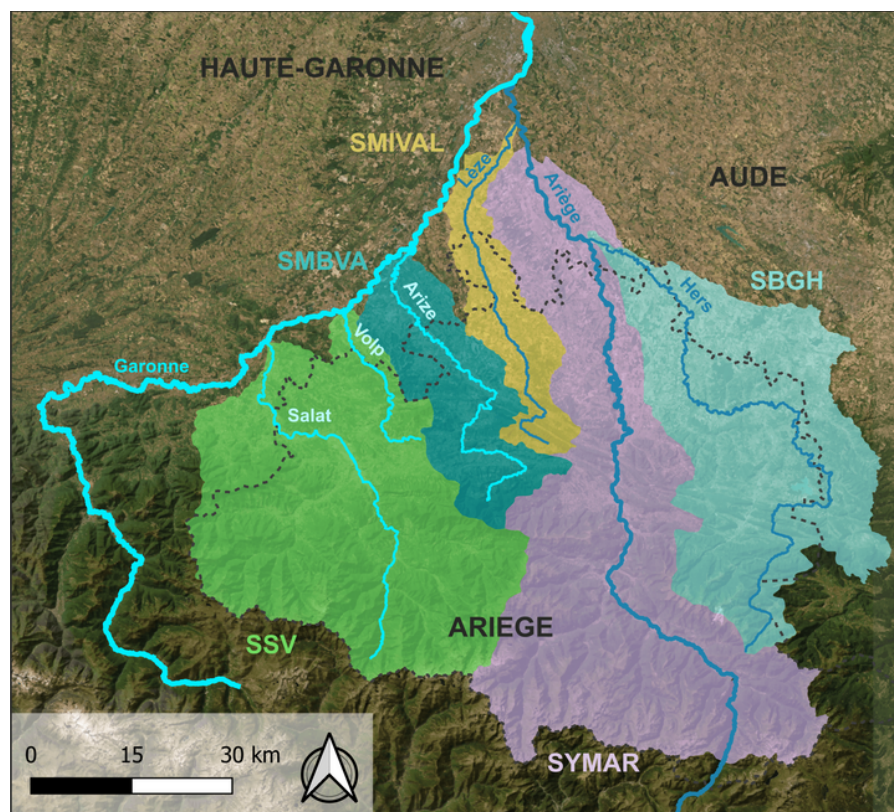 HAUTE-GARONNE
SMIVAL
Lèze
Ariège
AUDE
SMBVA
Arize
Hers
SBGH
Volp
Garonne
Salat
SSV
ARIEGE
SYMAR
0 15 30 km